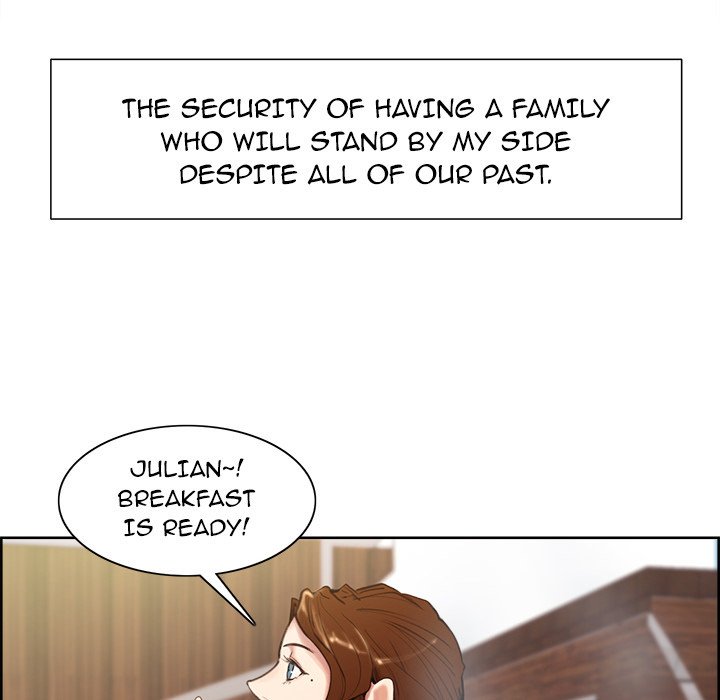 THE SECURITY OF HAVING A FAMILY
WHO WILL STAND BY MY SIDE
DESPITE ALL OF OUR PAST.
JULIAN~!
BREAKFAST
IS READY!